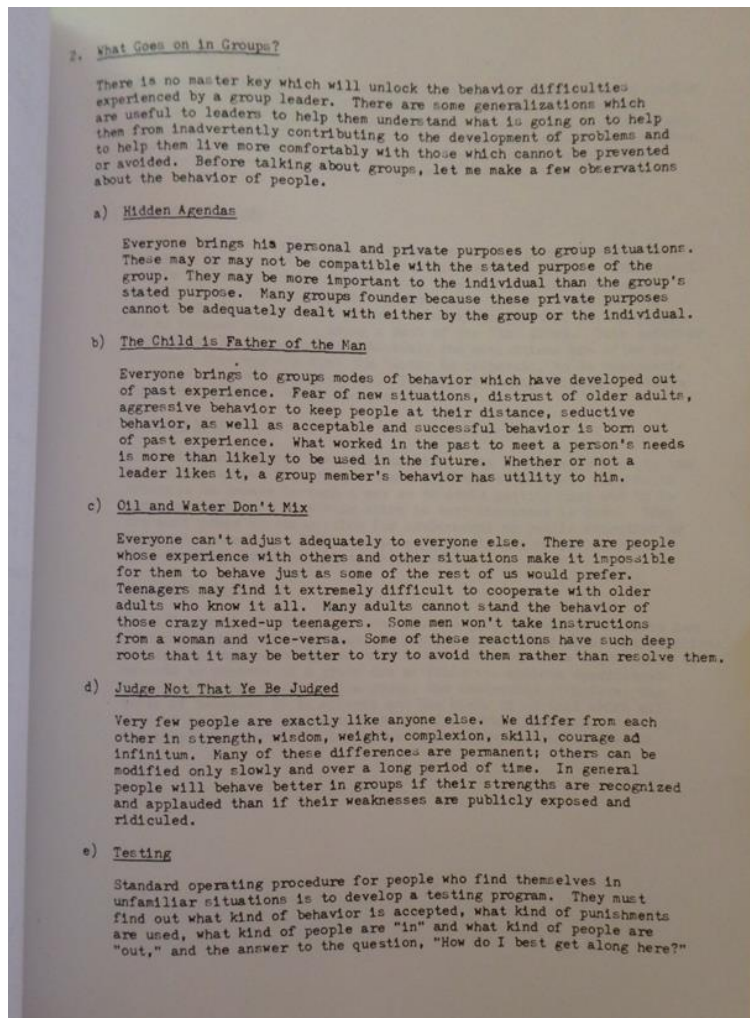 2. What Goes on in Groups?
There is no master key which will unlock the behavior difficulties
experienced by a group leader. There are some generalizations which
are useful to leaders to help them understand what is going on to help
them from inadvertently contributing to the development of problems and
to help them live more comfortably with those which cannot be prevented
or avoided. Before talking about groups, let me make a few observations
about the behavior of people.
a) Hidden Agendas
Everyone brings his personal and private purposes to group situations.
These may or may not be compatible with the stated purpose of the
group. They may be more important to the individual than the group's
stated purpose. Many groups founder because these private purposes
cannot be adequately dealt with either by the group or the individual.
b) The Child is Father of the Man
Everyone brings to groups modes of behavior which have developed out
of past experience. Fear of new situations, distrust of older adults,
aggressive behavior to keep people at their distance, seductive
behavior, as well as acceptable and successful behavior is born out
of past experience. What worked in the past to meet a person's needs
is more than likely to be used in the future. Whether or not a
leader likes it, a group member's behavior has utility to him.
c) Oil and Water Don't Mix
Everyone can't adjust adequately to everyone else. There are people
whose experience with others and other situations make it impossible
for them to behave just as some of the rest of us would prefer.
Teenagers may find it extremely difficult to cooperate with older
adults who know it all. Many adults cannot stand the behavior of
those crazy mixed-up teenagers. Some men won't take instructions
from a woman and vice-versa. Some of these reactions have such deep
roots that it may be better to try to avoid them rather than resolve them.
d) Judge Not That Ye Be Judged
Very few people are exactly like anyone else. We differ from each
other in strength, wisdom, weight, complexion, skill, courage ad
infinitum. Many of these differences are permanent; others can be
modified only slowly and over a long period of time. In general
people will behave better in groups if their strengths are recognized
and applauded than if their weaknesses are publicly exposed and
ridiculed.
e) Testing
Standard operating procedure for people who find themselves in
unfamiliar situations is to develop a testing program. They must
find out what kind of behavior is accepted, what kind of punishments
are used, what kind of people are "in" and what kind of people are
"out," and the answer to the question, "How do I best get along here?"